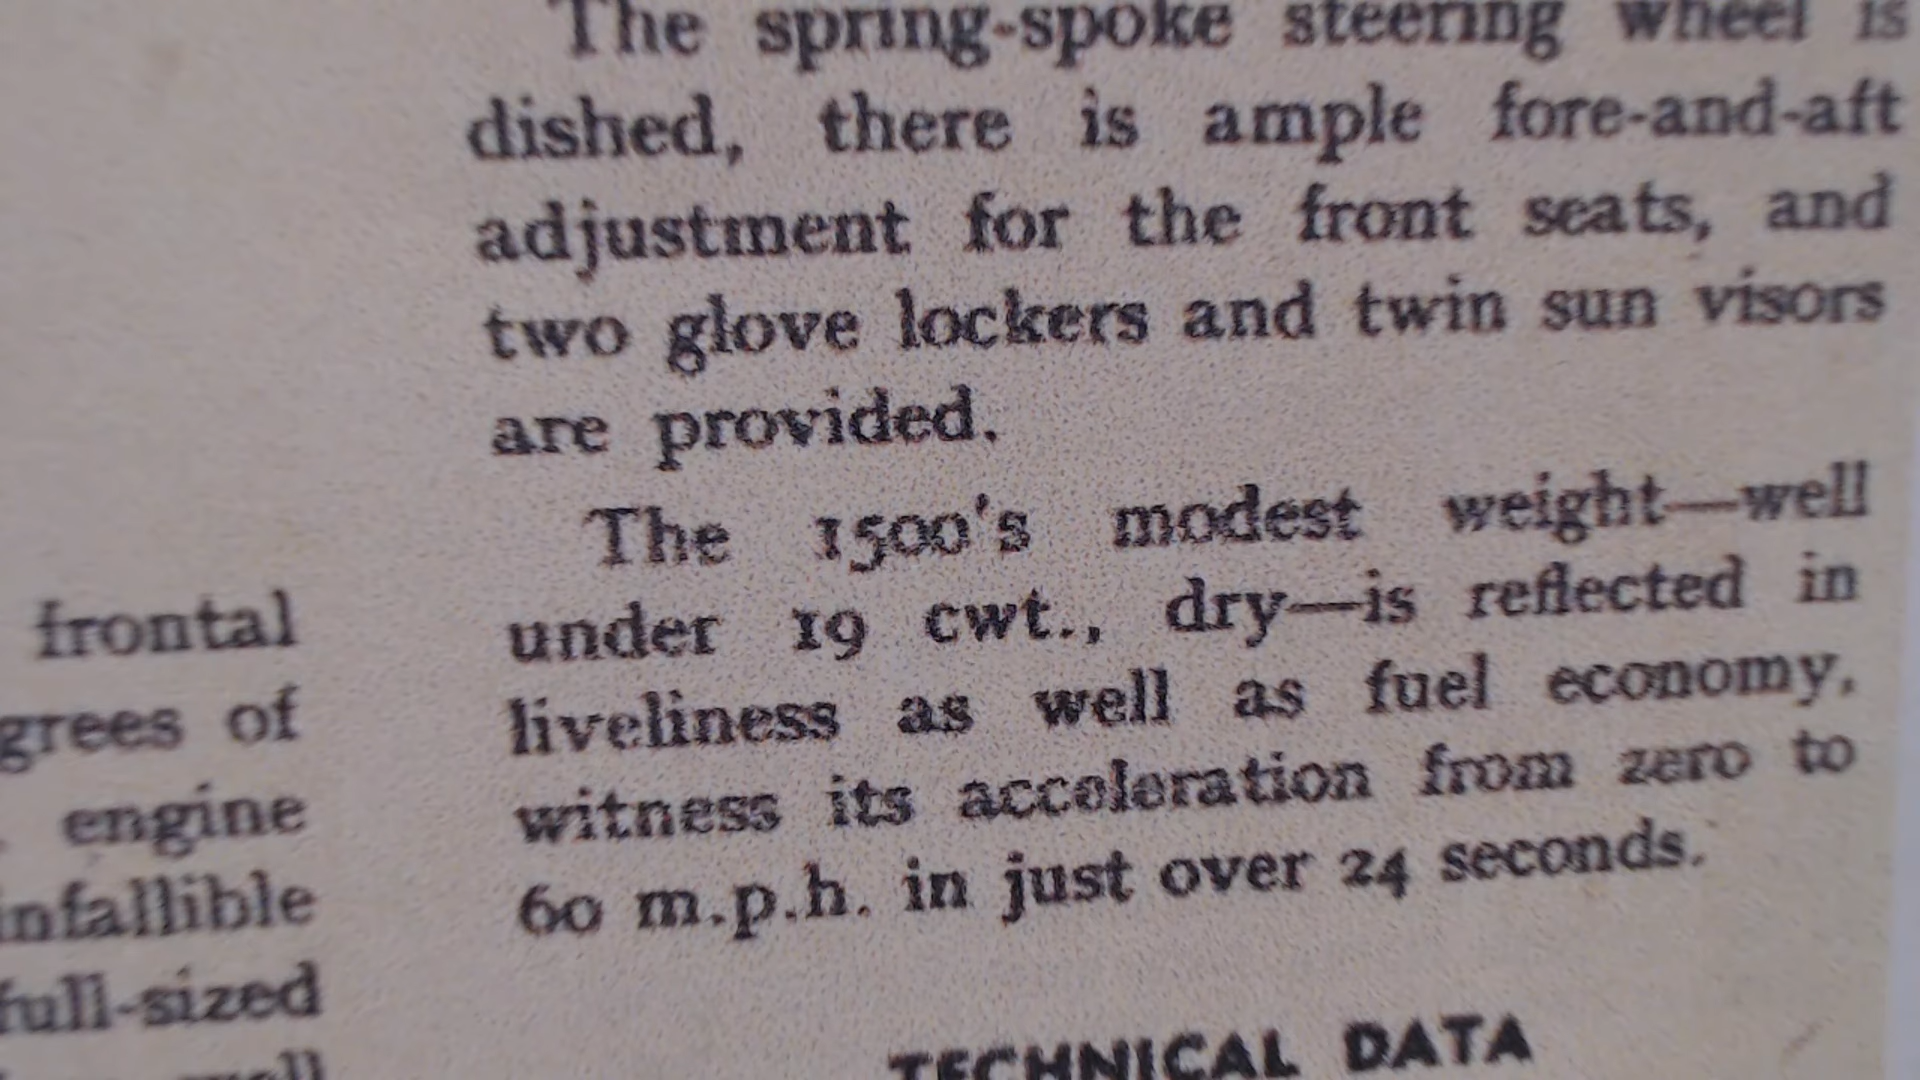 frontal
grees of
engine
infallible
full-sized
well
The spring-spoke steering wheel is
dished, there is ample fore-and-aft
adjustment for the front seats, and
two glove lockers and twin sun visors
are provided.
The 1500's modest weight—well
under 19 cwt., dry—is reflected in
liveliness as well as fuel economy,
witness its acceleration from zero to
60 m.p.h. in just over 24 seconds.
TECHNICAL DATA